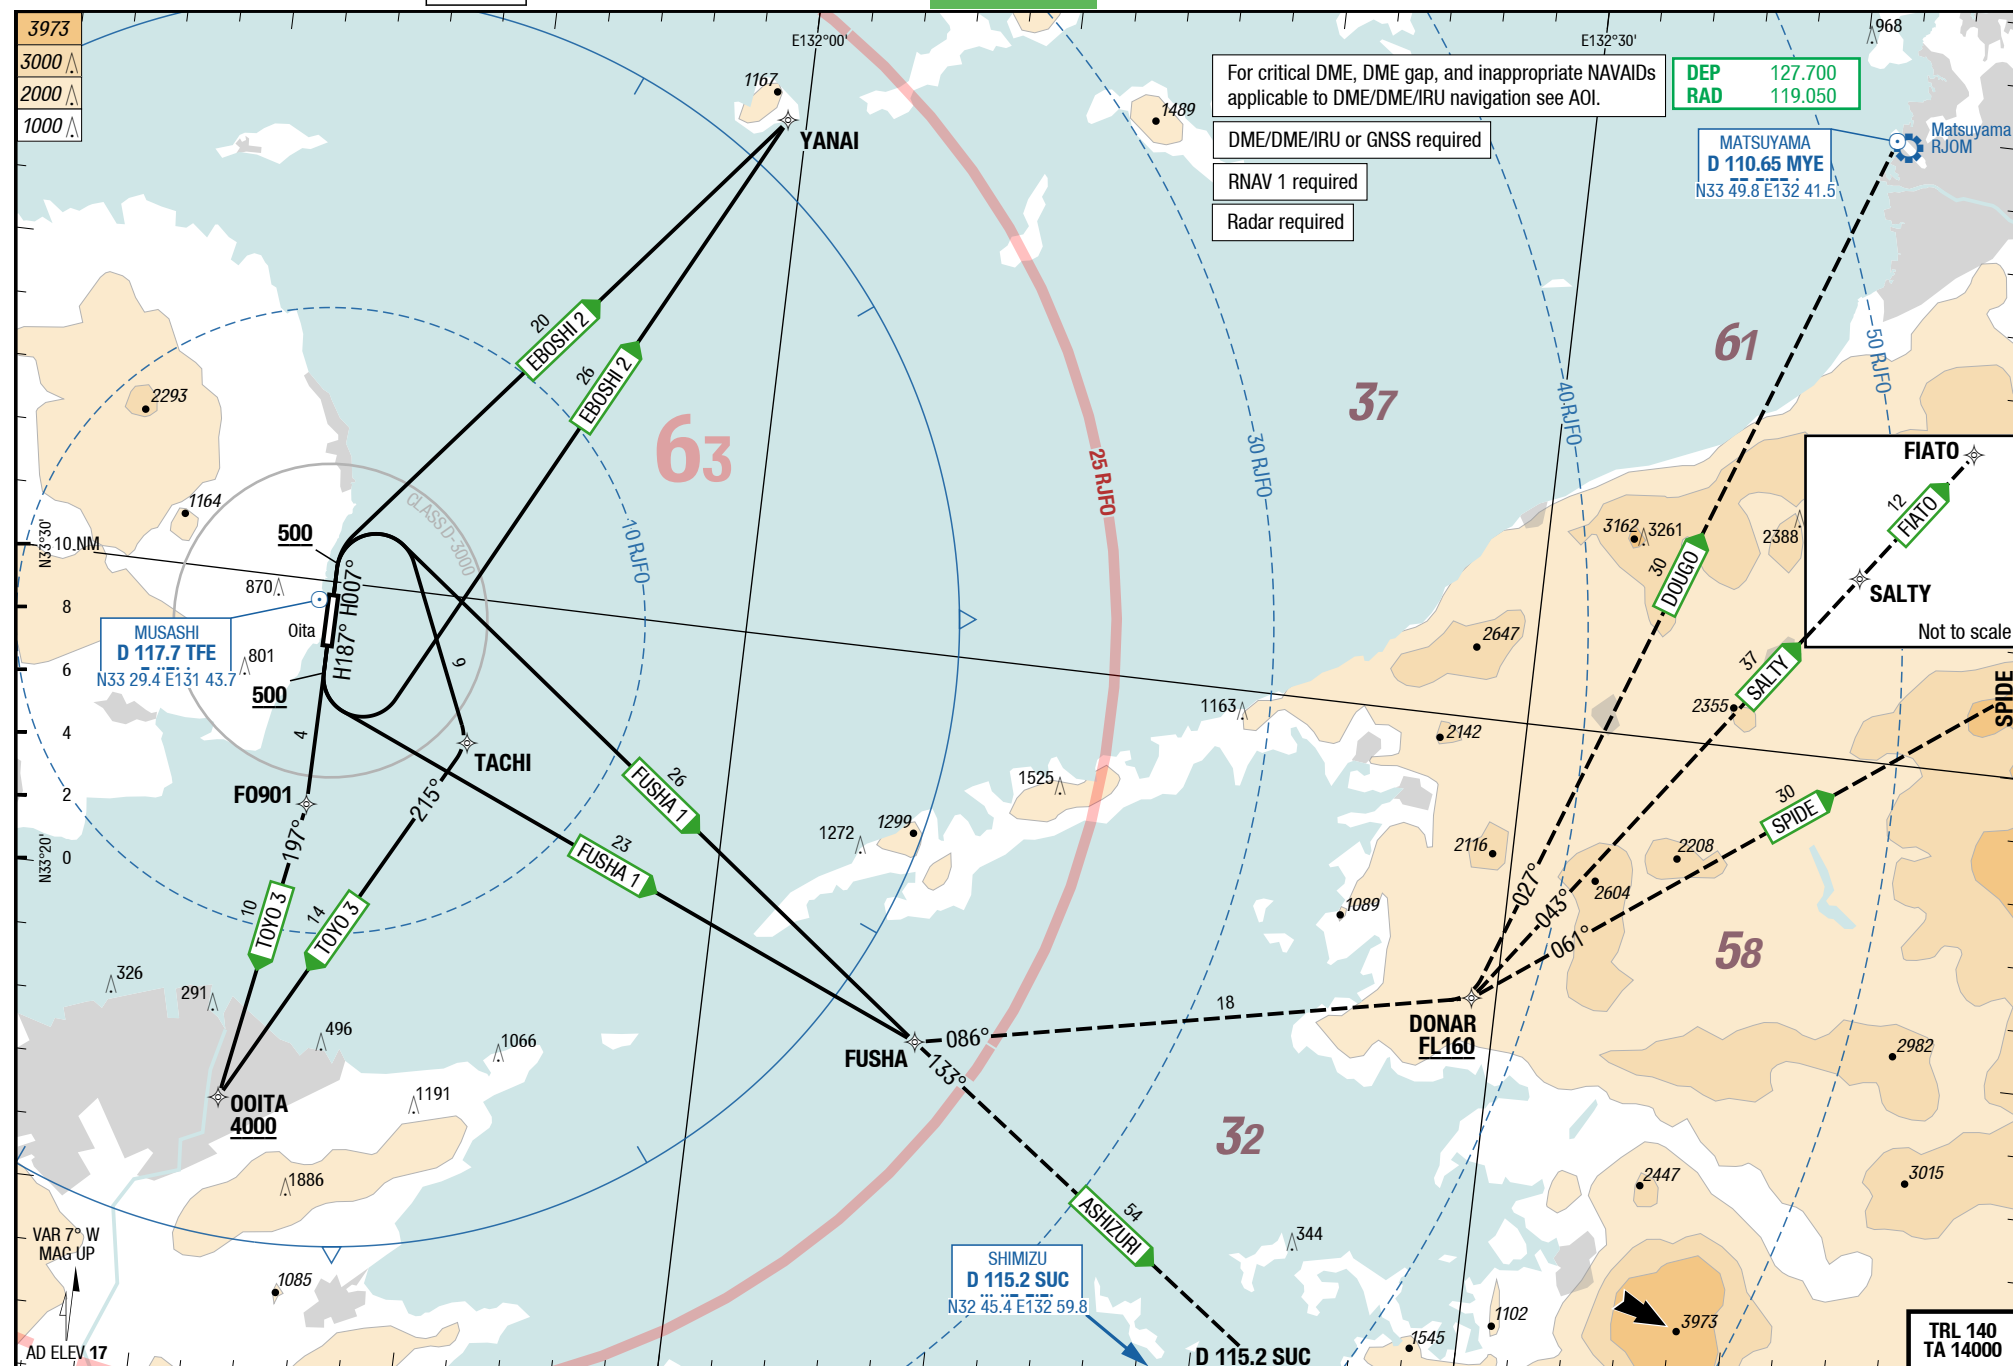 3973
3000
2000
1000
E132°00'
E132°30'
968
1167
YANAI
1489
For critical DME, DME gap, and inappropriate NAVAIDs
applicable to DME/DME/IRU navigation see AOI.
DME/DME/IRU or GNSS required
RNAV 1 required
Radar required
DEP 127.700
RAD 119.050
MATSUYAMA
D 110.65 MYE
N33 49.8 E132 41.5
Matsuyama
RJOM
20
EBOSHI 2
26
EBOSHI 2
63
37
61
25 RJFO
30 RJFO
40 RJFO
50 RJFO
10 RJFO
2293
1164
CLASS D-3000
500
N33°30'
10 NM
8
6
4
2
0
N33°20'
870
Oita
H187° H007°
MUSASHI
D 117.7 TFE
N33 29.4 E131 43.7
801
500
9
4
TACHI
FO901
197°
215°
10
TOYO 3
14
TOYO 3
26
FUSHA 1
23
FUSHA 1
FIATO
12
FIATO
SALTY
Not to scale
3162
3261
2388
30
DOUGO
2647
37
SALTY
2355
SPIDE
1163
2142
1525
1272
1299
30
SPIDE
2116
2208
2604
1089
027°
043°
061°
58
326
291
496
1066
1191
OOITA
4000
FUSHA
086°
133°
18
DONAR
FL160
2982
32
1886
2447
3015
54
ASHIZURI
344
VAR 7° W
MAG UP
1085
SHIMIZU
D 115.2 SUC
N32 45.4 E132 59.8
1102
3973
1545
D 115.2 SUC
AD ELEV 17
TRL 140
TA 14000